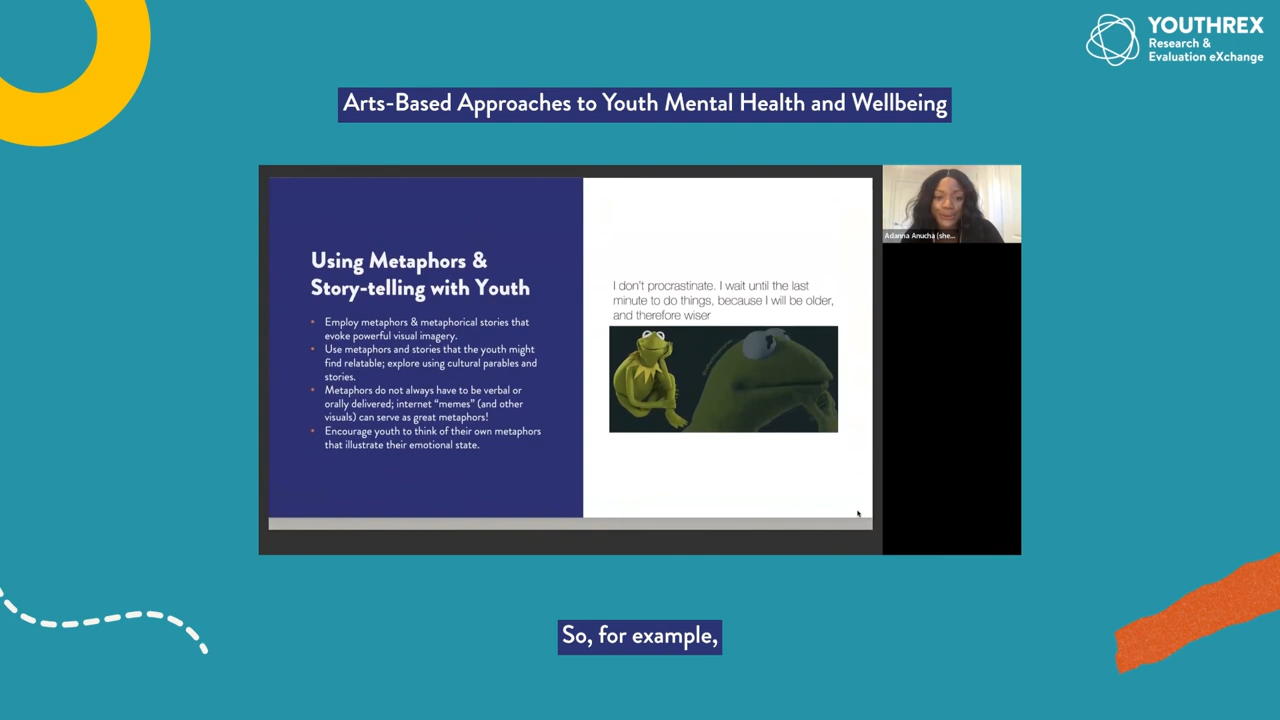 YOUTHREX
Research &
Evaluation eXchange
Arts-Based Approaches to Youth Mental Health and Wellbeing
Using Metaphors &
Story-telling with Youth
• Employ metaphors & metaphorical stories that
evoke powerful visual imagery.
• Use metaphors and stories that the youth might
find relatable; explore using cultural parables and
stories.
• Metaphors do not always have to be verbal or
orally delivered; internet “memes” (and other
visuals) can serve as great metaphors!
• Encourage youth to think of their own metaphors
that illustrate their emotional state.
I don't procrastinate. I wait until the last
minute to do things, because I will be older,
and therefore wiser
Adanna Anucha (she...
So, for example,